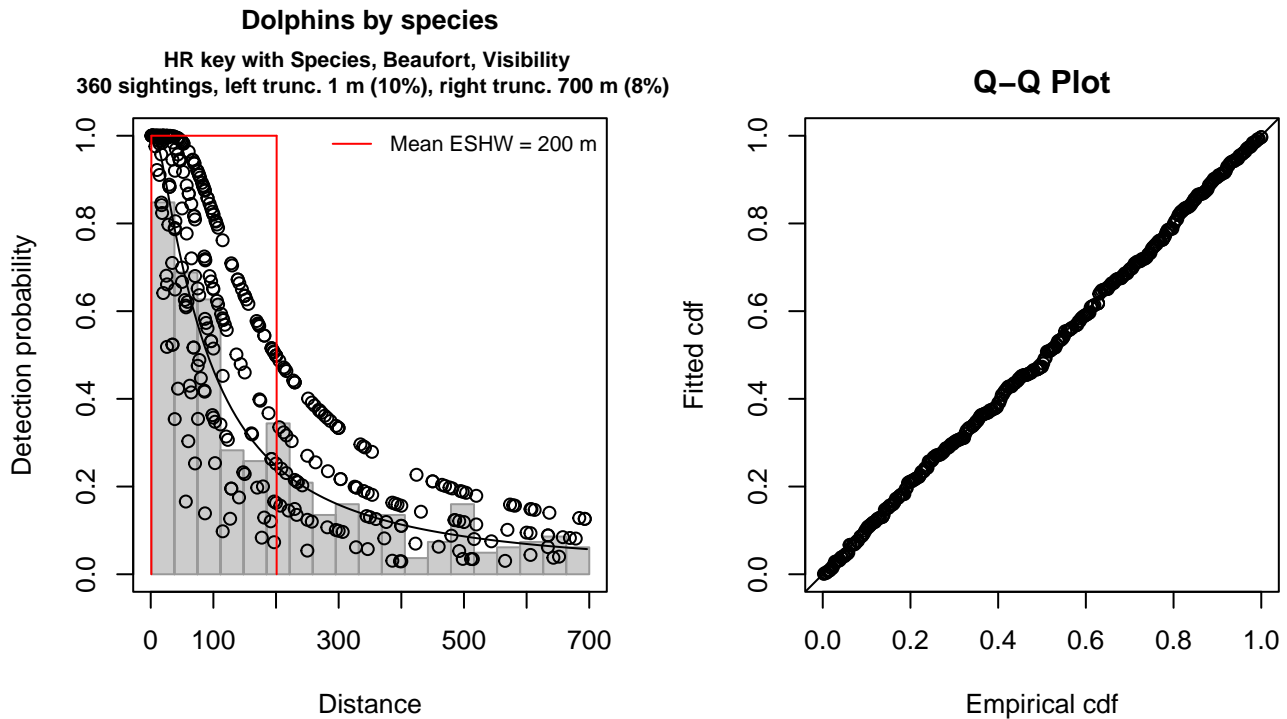 Dolphins by species
HR key with Species, Beaufort, Visibility
360 sightings, left trunc. 1 m (10%), right trunc. 700 m (8%)
Mean ESHW = 200 m
Detection probability
0.0 0.2 0.4 0.6 0.8 1.0
0 100 300 500 700
Distance
Q−Q Plot
Fitted cdf
0.0 0.2 0.4 0.6 0.8 1.0
0.0 0.2 0.4 0.6 0.8 1.0
Empirical cdf